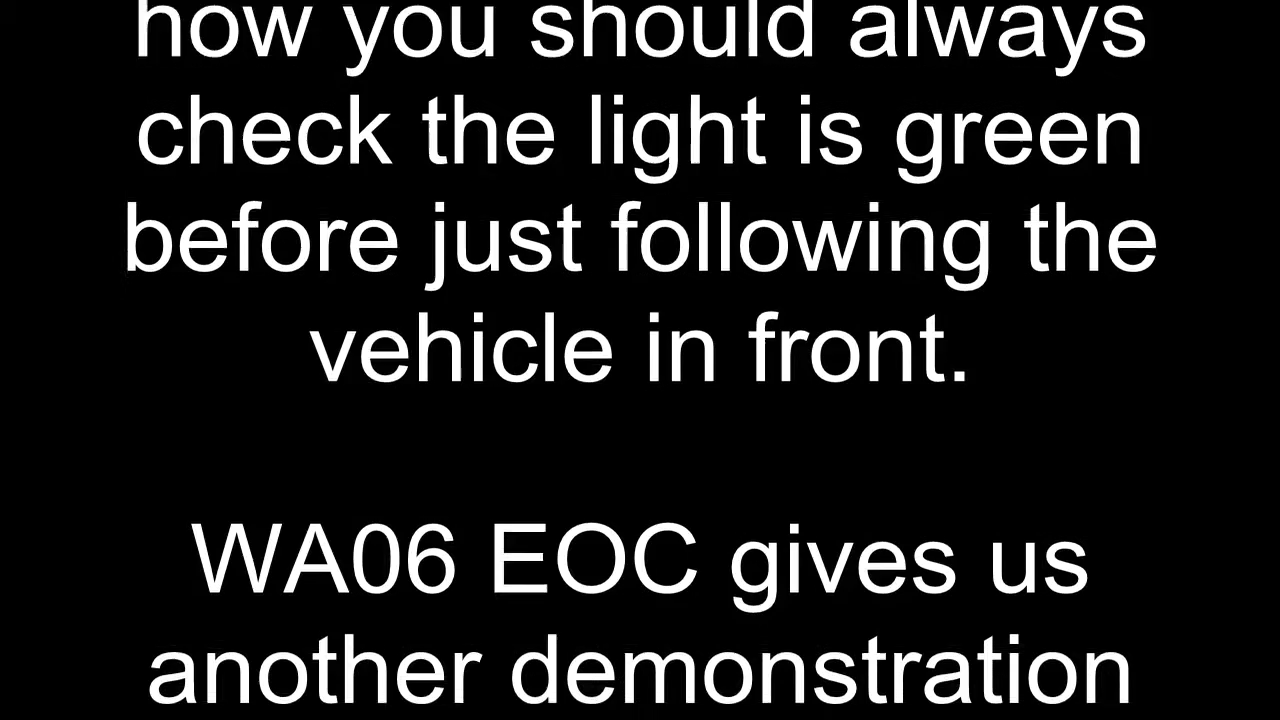 how you should always
check the light is green
before just following the
vehicle in front.
WA06 EOC gives us
another demonstration